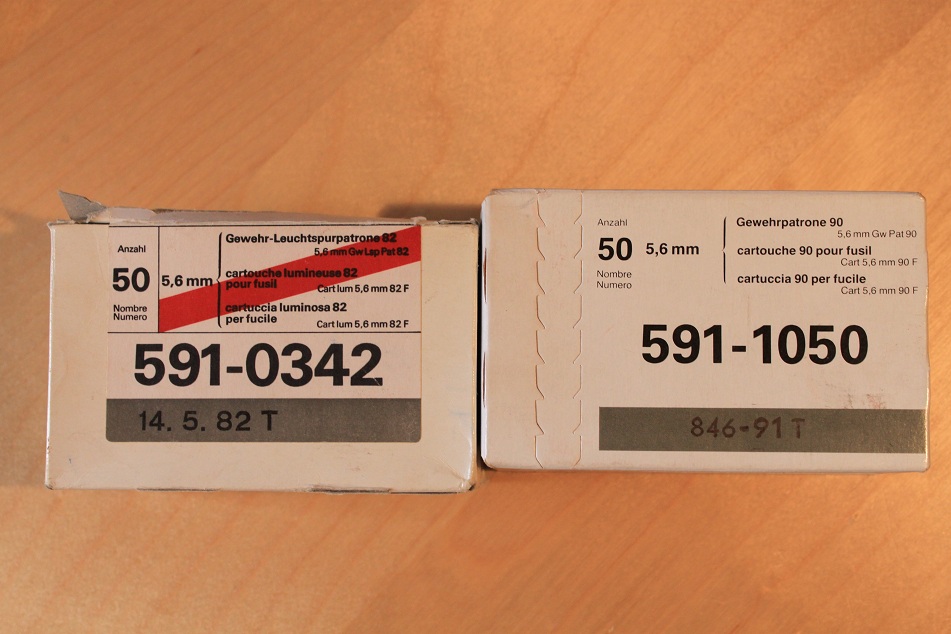 Anzahl
50
Nombre
Numero
5,6 mm
Gewehr-Leuchtspurpatrone 82
5,6 mm Gw Lsp Pat 82
cartouche lumineuse 82
pour fusil
Cart lum 5,6 mm 82 F
cartuccia luminosa 82
per fucile
Cart lum 5,6 mm 82 F
591-0342
14. 5. 82 T
Anzahl
50
Nombre
Numero
5,6 mm
Gewehrpatrone 90
5,6 mm Gw Pat 90
cartouche 90 pour fusil
Cart 5,6 mm 90 F
cartuccia 90 per fucile
Cart 5,6 mm 90 F
591-1050
846-91 T